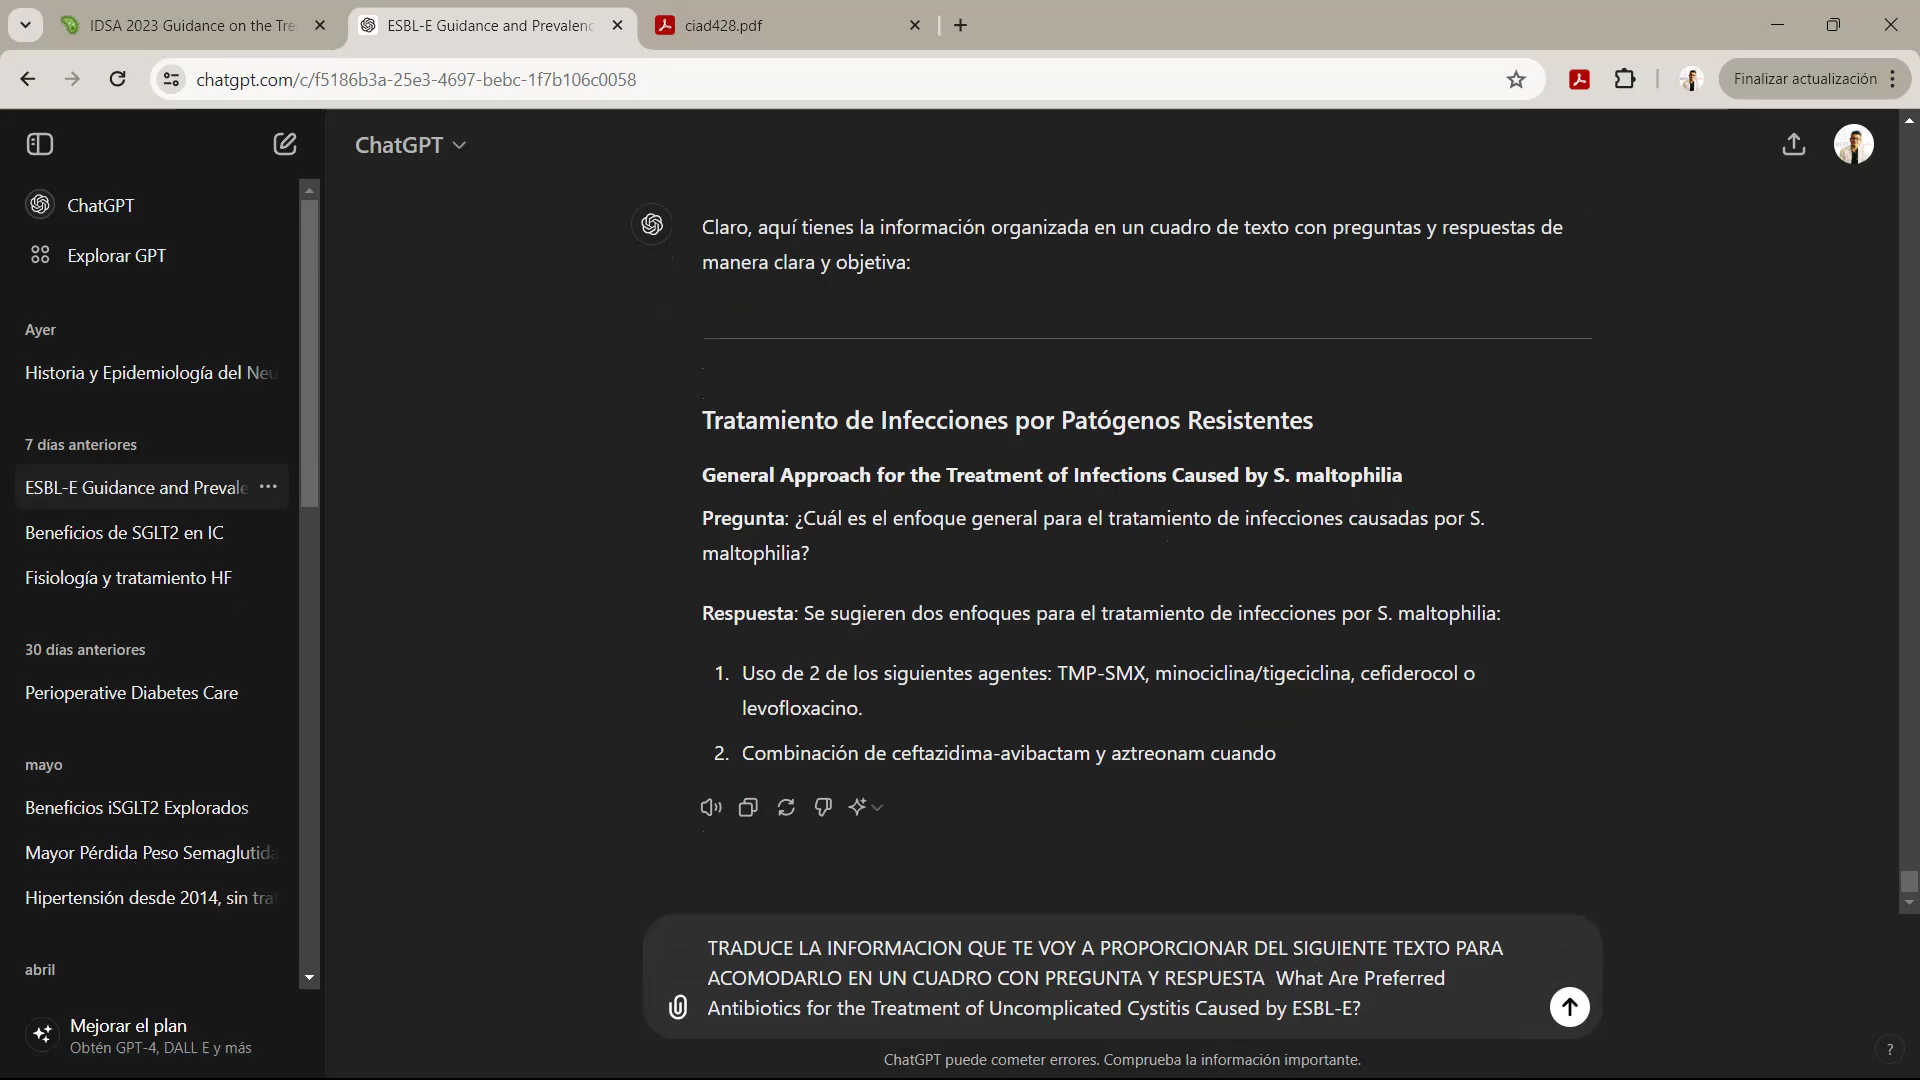 IDSA 2023 Guidance on the Tre
ESBL-E Guidance and Prevalenc
ciad428.pdf
chatgpt.com/c/f5186b3a-25e3-4697-bebc-1f7b106c0058
Finalizar actualización
ChatGPT
ChatGPT
Explorar GPT
Ayer
Historia y Epidemiología del Neu
7 días anteriores
ESBL-E Guidance and Prevale
Beneficios de SGLT2 en IC
Fisiología y tratamiento HF
30 días anteriores
Perioperative Diabetes Care
mayo
Beneficios iSGLT2 Explorados
Mayor Pérdida Peso Semaglutida
Hipertensión desde 2014, sin trat
abril
Mejorar el plan
Obtén GPT-4, DALL E y más
Claro, aquí tienes la información organizada en un cuadro de texto con preguntas y respuestas de
manera clara y objetiva:
Tratamiento de Infecciones por Patógenos Resistentes
General Approach for the Treatment of Infections Caused by S. maltophilia
Pregunta: ¿Cuál es el enfoque general para el tratamiento de infecciones causadas por S.
maltophilia?
Respuesta: Se sugieren dos enfoques para el tratamiento de infecciones por S. maltophilia:
1. Uso de 2 de los siguientes agentes: TMP-SMX, minociclina/tigeciclina, cefiderocol o
levofloxacino.
2. Combinación de ceftazidima-avibactam y aztreonam cuando
TRADUCE LA INFORMACION QUE TE VOY A PROPORCIONAR DEL SIGUIENTE TEXTO PARA
ACOMODARLO EN UN CUADRO CON PREGUNTA Y RESPUESTA What Are Preferred
Antibiotics for the Treatment of Uncomplicated Cystitis Caused by ESBL-E?
ChatGPT puede cometer errores. Comprueba la información importante.
?